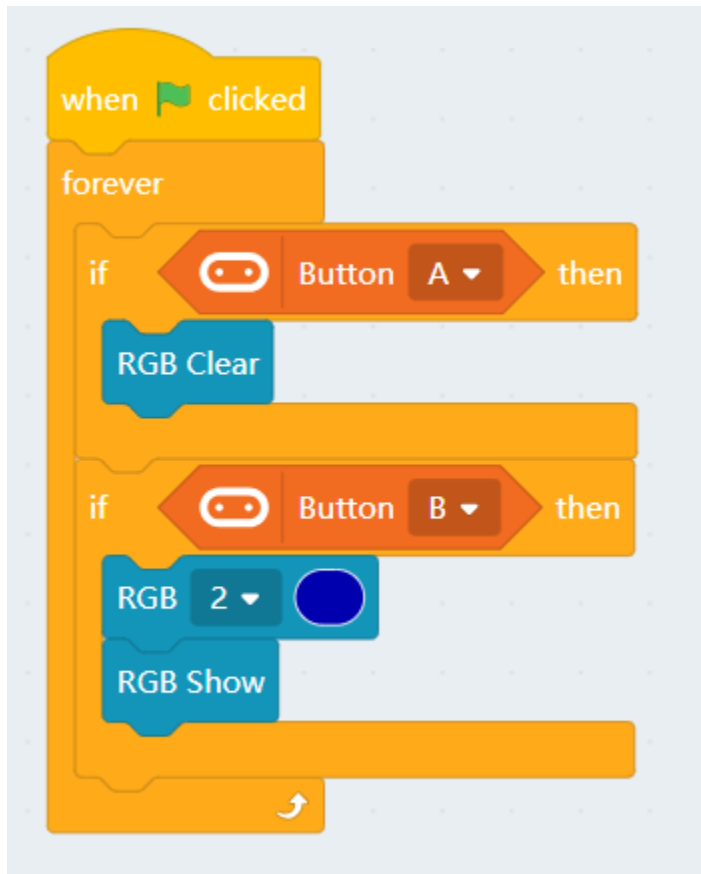 when clicked
forever
if Button A then
RGB Clear
if Button B then
RGB 2
RGB Show